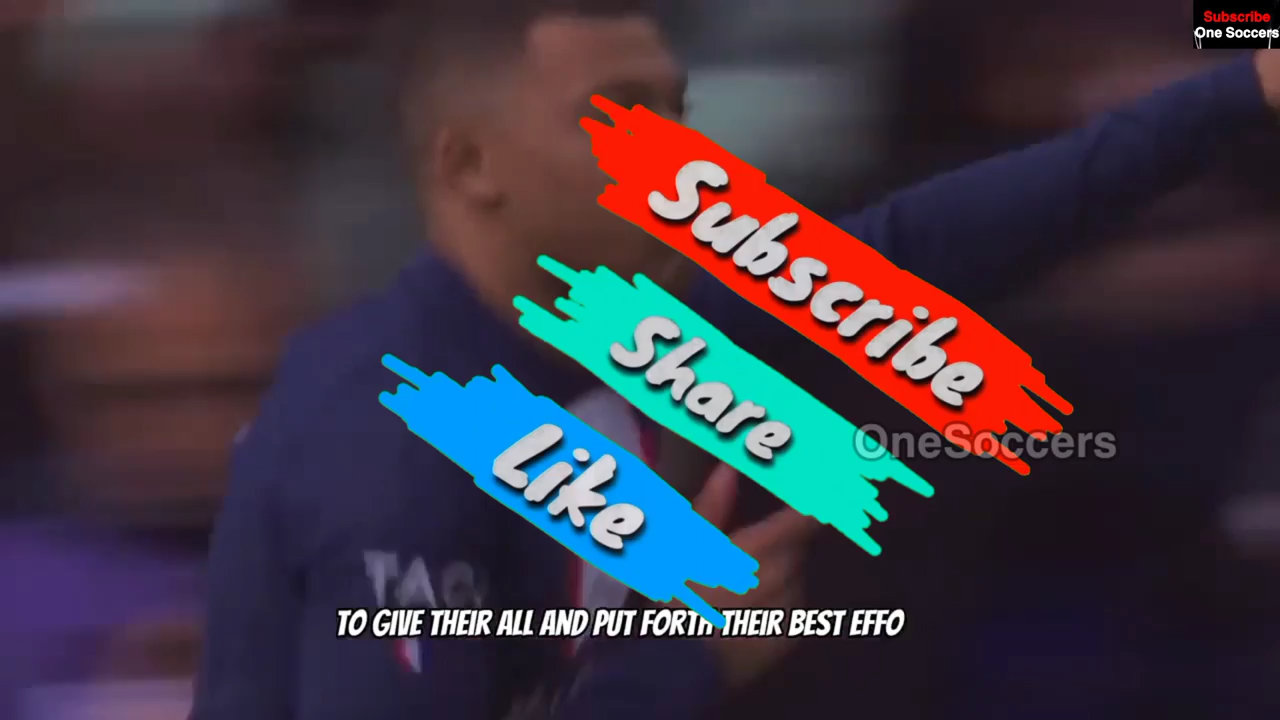 Subscribe
One Soccers
Subscribe
Share
Like
OneSoccers
TO GIVE THEIR ALL AND PUT FORTH THEIR BEST EFFO